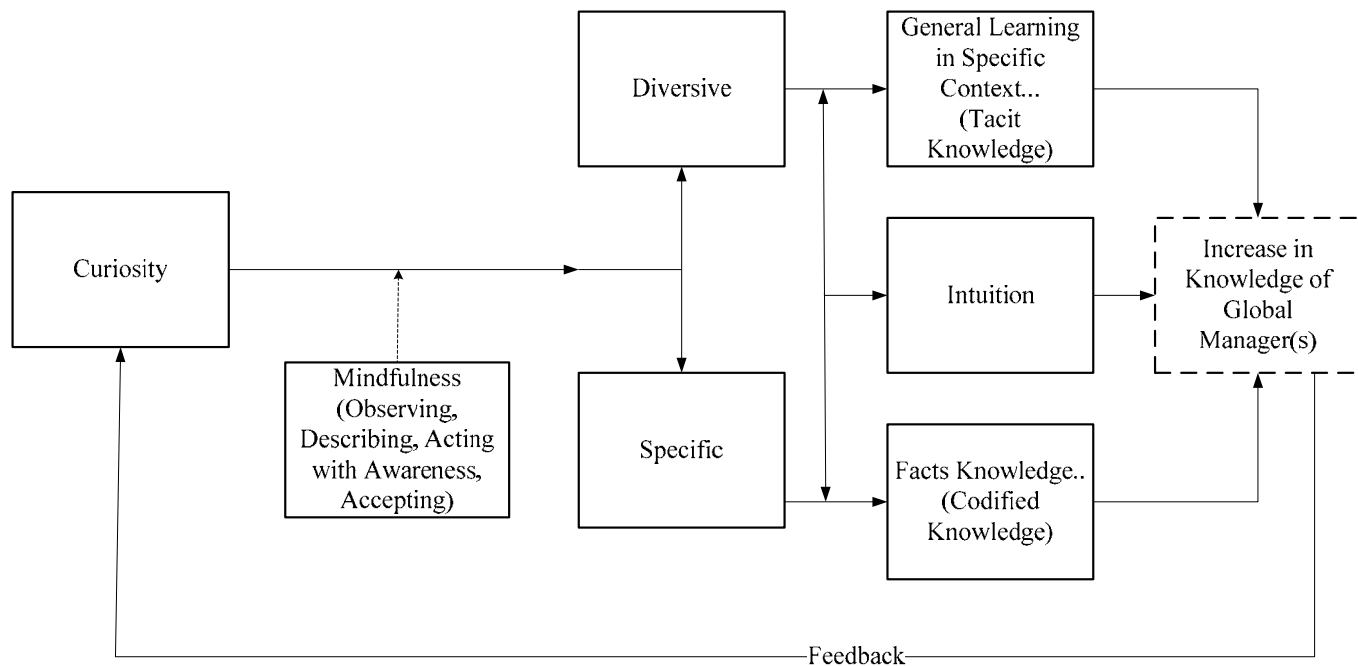 Curiosity
Mindfulness
(Observing,
Describing, Acting
with Awareness,
Accepting)
Diversive
Specific
General Learning
in Specific
Context...
(Tacit
Knowledge)
Intuition
Facts Knowledge..
(Codified
Knowledge)
Increase in
Knowledge of
Global
Manager(s)
Feedback